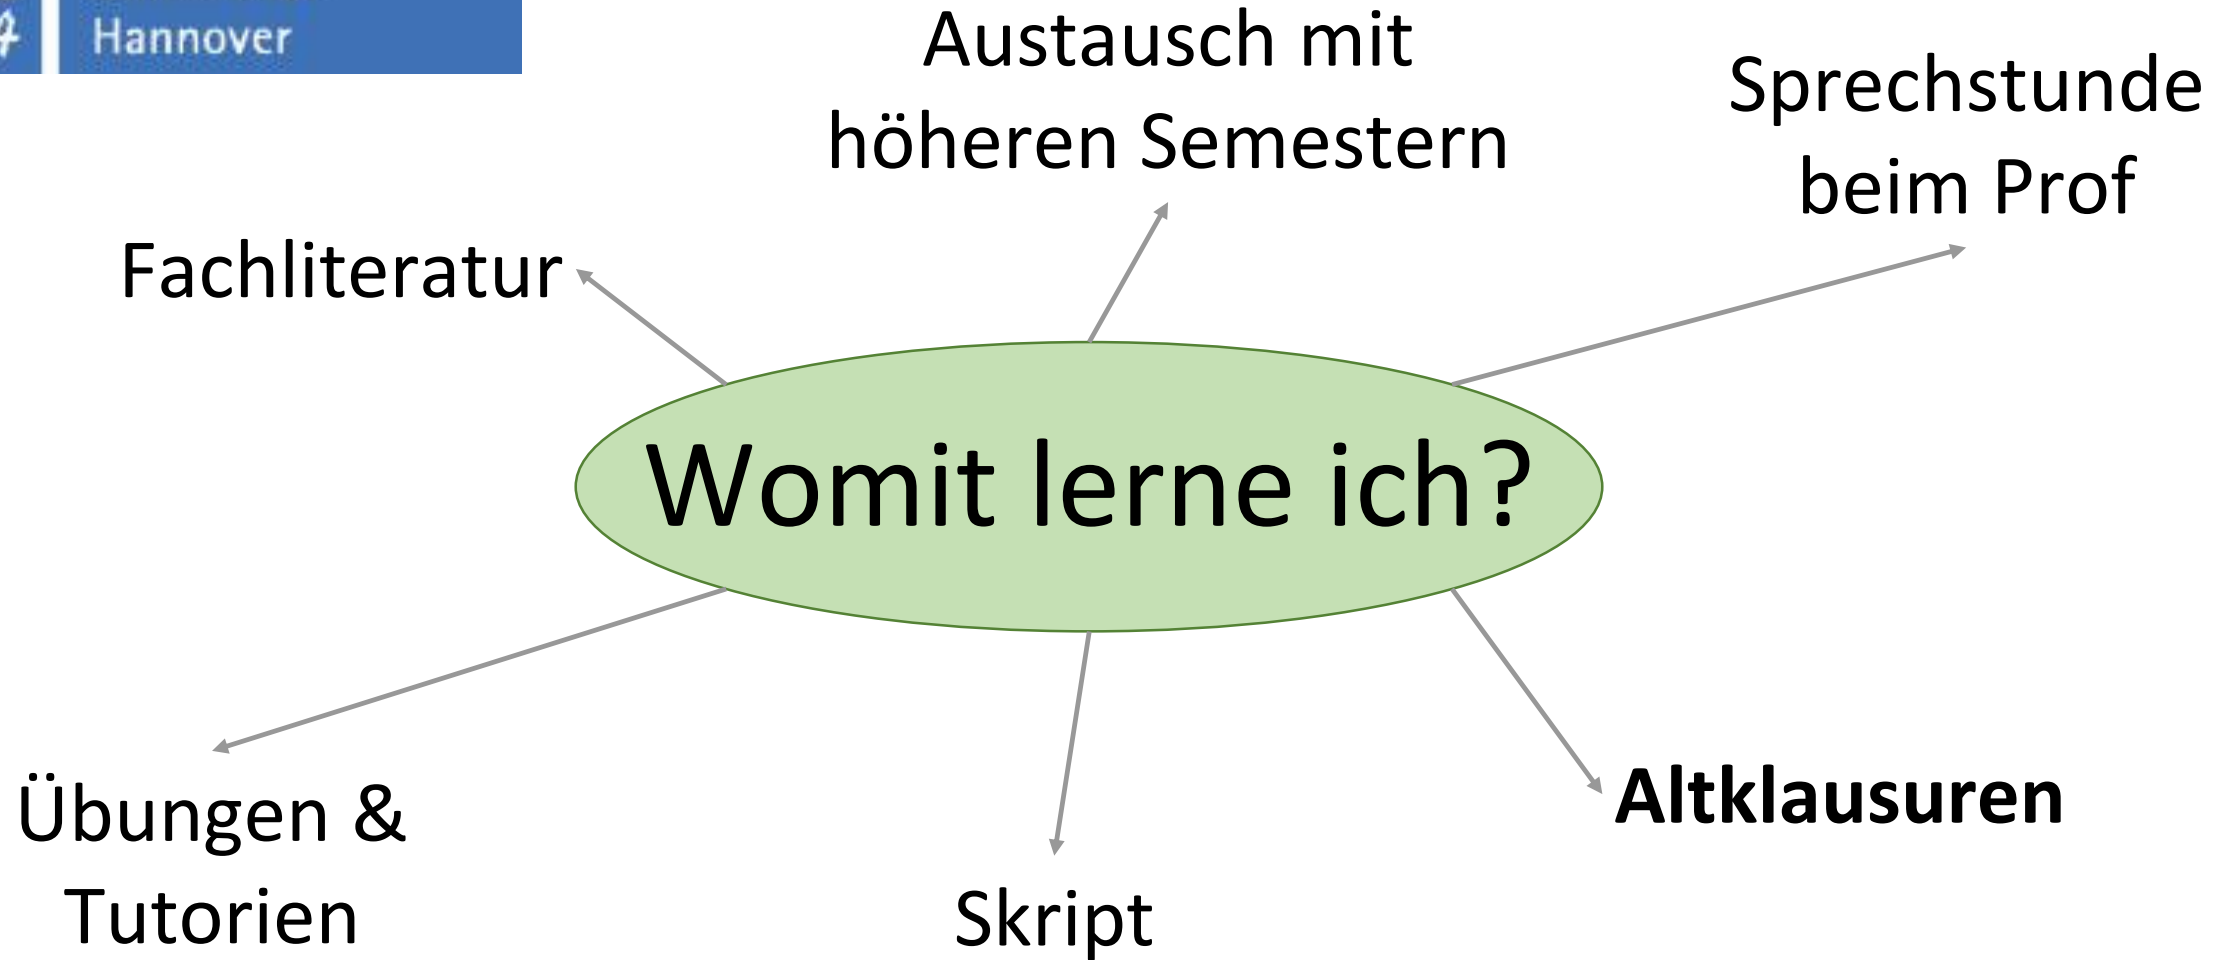 Hannover
Austausch mit
höheren Semestern
Sprechstunde
beim Prof
Fachliteratur
Womit lerne ich?
Übungen &
Tutorien
Skript
Altklausuren